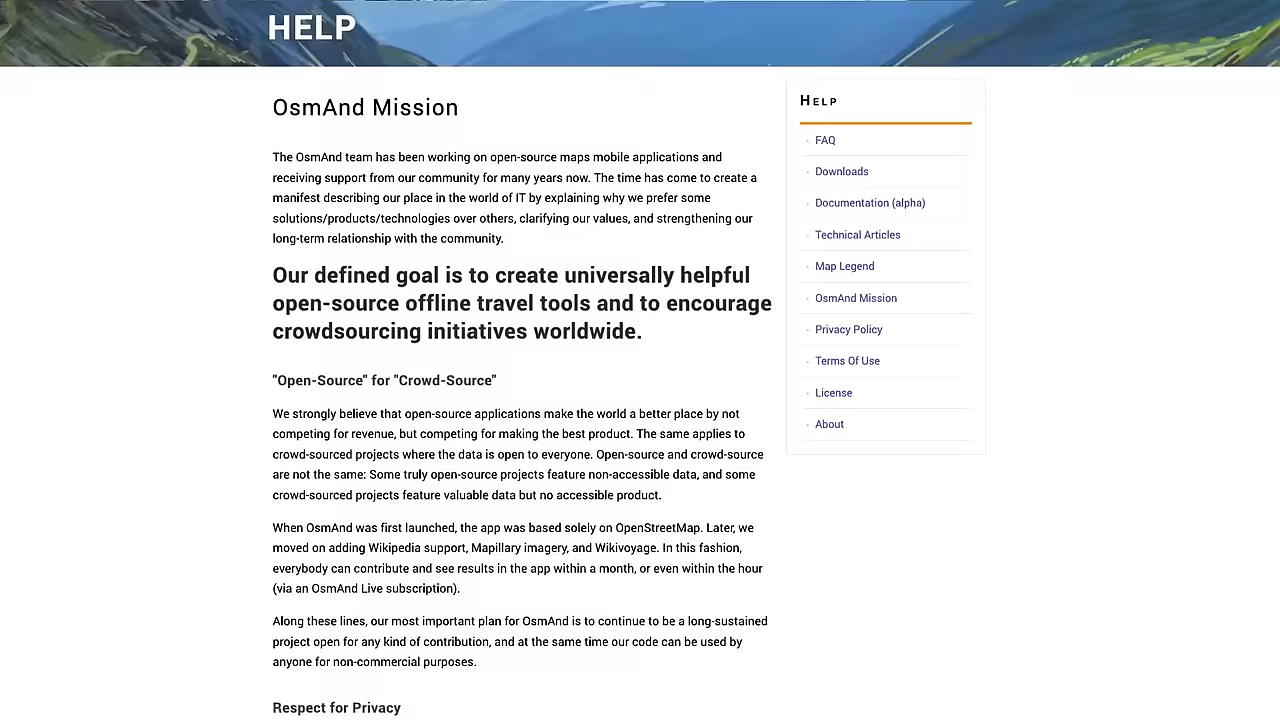 HELP
OsmAnd Mission
The OsmAnd team has been working on open-source maps mobile applications and
receiving support from our community for many years now. The time has come to create a
manifest describing our place in the world of IT by explaining why we prefer some
solutions/products/technologies over others, clarifying our values, and strengthening our
long-term relationship with the community.
Our defined goal is to create universally helpful
open-source offline travel tools and to encourage
crowdsourcing initiatives worldwide.
"Open-Source" for "Crowd-Source"
We strongly believe that open-source applications make the world a better place by not
competing for revenue, but competing for making the best product. The same applies to
crowd-sourced projects where the data is open to everyone. Open-source and crowd-source
are not the same: Some truly open-source projects feature non-accessible data, and some
crowd-sourced projects feature valuable data but no accessible product.
When OsmAnd was first launched, the app was based solely on OpenStreetMap. Later, we
moved on adding Wikipedia support, Mapillary imagery, and Wikivoyage. In this fashion,
everybody can contribute and see results in the app within a month, or even within the hour
(via an OsmAnd Live subscription).
Along these lines, our most important plan for OsmAnd is to continue to be a long-sustained
project open for any kind of contribution, and at the same time our code can be used by
anyone for non-commercial purposes.
Respect for Privacy
Help
FAQ
Downloads
Documentation (alpha)
Technical Articles
Map Legend
OsmAnd Mission
Privacy Policy
Terms Of Use
License
About